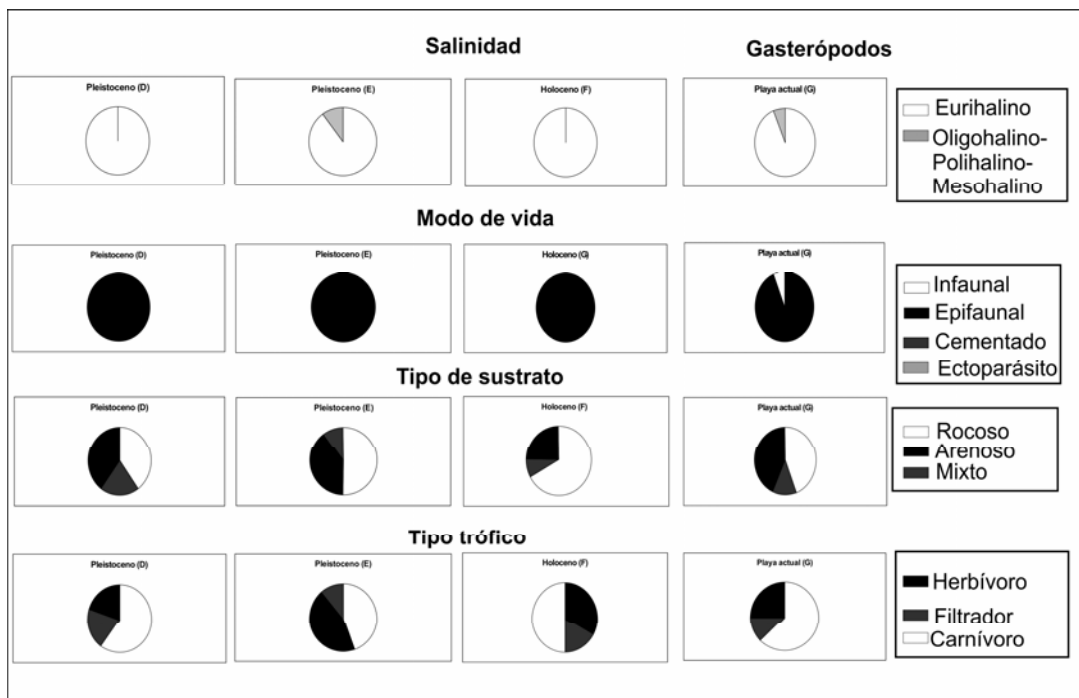 Salinidad
Gasterópodos
Pleistoceno (D)
Pleistoceno (E)
Holoceno (F)
Playa actual (G)
Eurihalino
Oligohalino-
Polihalino-
Mesohalino
Modo de vida
Pleistoceno (D)
Pleistoceno (E)
Holoceno (G)
Playa actual (G)
Infaunal
Epifaunal
Cementado
Ectoparásito
Tipo de sustrato
Pleistoceno (D)
Pleistoceno (E)
Holoceno (F)
Playa actual (G)
Rocoso
Arenoso
Mixto
Tipo trófico
Pleistoceno (D)
Pleistoceno (E)
Holoceno (F)
Playa actual (G)
Herbívoro
Filtrador
Carnívoro